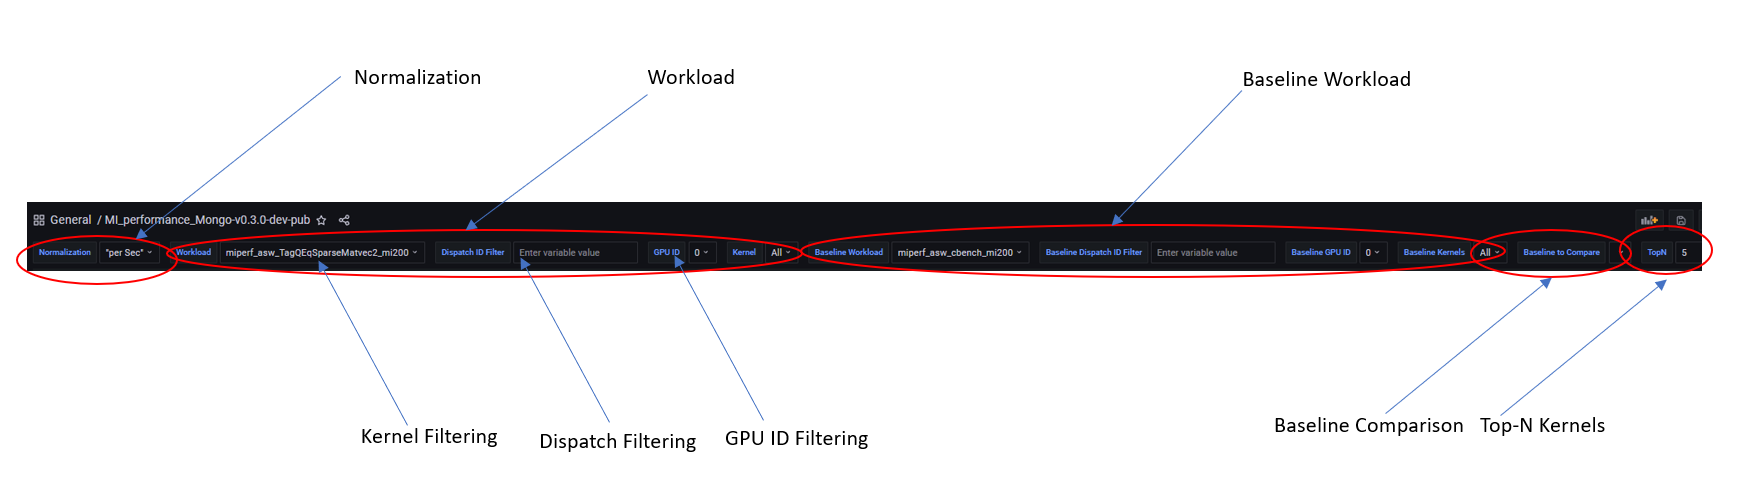 Normalization
Workload
Baseline Workload
General / MI_performance_Mongo-v0.3.0-dev-pub
Normalization "per Sec" Workload miperf_asw_TagQEqSparseMatvec2_mi200 Dispatch ID Filter Enter variable value GPU ID 0 Kernel All Baseline Workload miperf_asw_cbench_mi200 Baseline Dispatch ID Filter Enter variable value Baseline GPU ID 0 Baseline Kernels All Baseline to Compare TopN 5
Kernel Filtering Dispatch Filtering GPU ID Filtering
Baseline Comparison Top-N Kernels